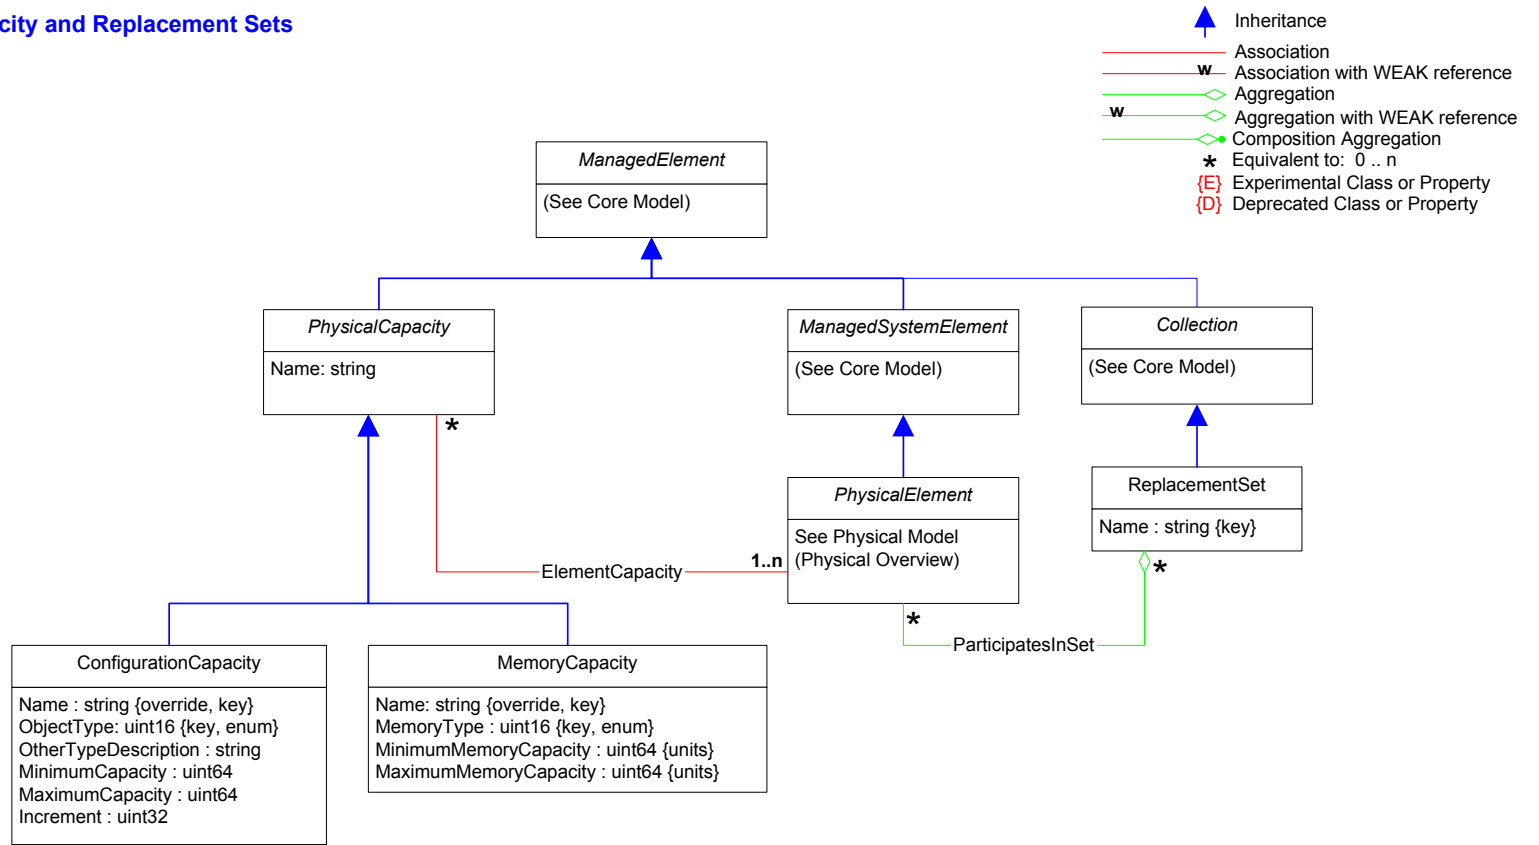 city and Replacement Sets
Inheritance
Association
w
Association with WEAK reference
Aggregation
w
Aggregation with WEAK reference
Composition Aggregation
* Equivalent to: 0 .. n
{E} Experimental Class or Property
{D} Deprecated Class or Property
ManagedElement
(See Core Model)
PhysicalCapacity
Name: string
ManagedSystemElement
(See Core Model)
Collection
(See Core Model)
*
PhysicalElement
See Physical Model
(Physical Overview)
ReplacementSet
Name : string {key}
ElementCapacity
1..n
*
*
ParticipatesInSet
ConfigurationCapacity
Name : string {override, key}
ObjectType: uint16 {key, enum}
OtherTypeDescription : string
MinimumCapacity : uint64
MaximumCapacity : uint64
Increment : uint32
MemoryCapacity
Name: string {override, key}
MemoryType : uint16 {key, enum}
MinimumMemoryCapacity : uint64 {units}
MaximumMemoryCapacity : uint64 {units}